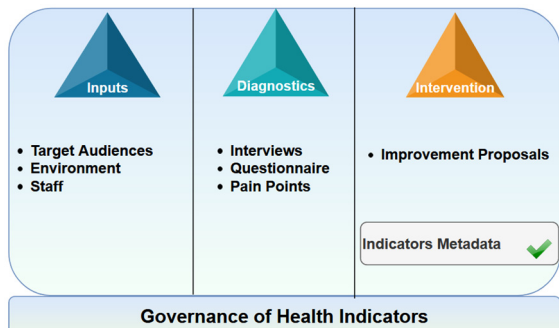 Inputs
Diagnostics
Intervention
• Target Audiences
• Environment
• Staff
• Interviews
• Questionnaire
• Pain Points
• Improvement Proposals
Indicators Metadata
Governance of Health Indicators